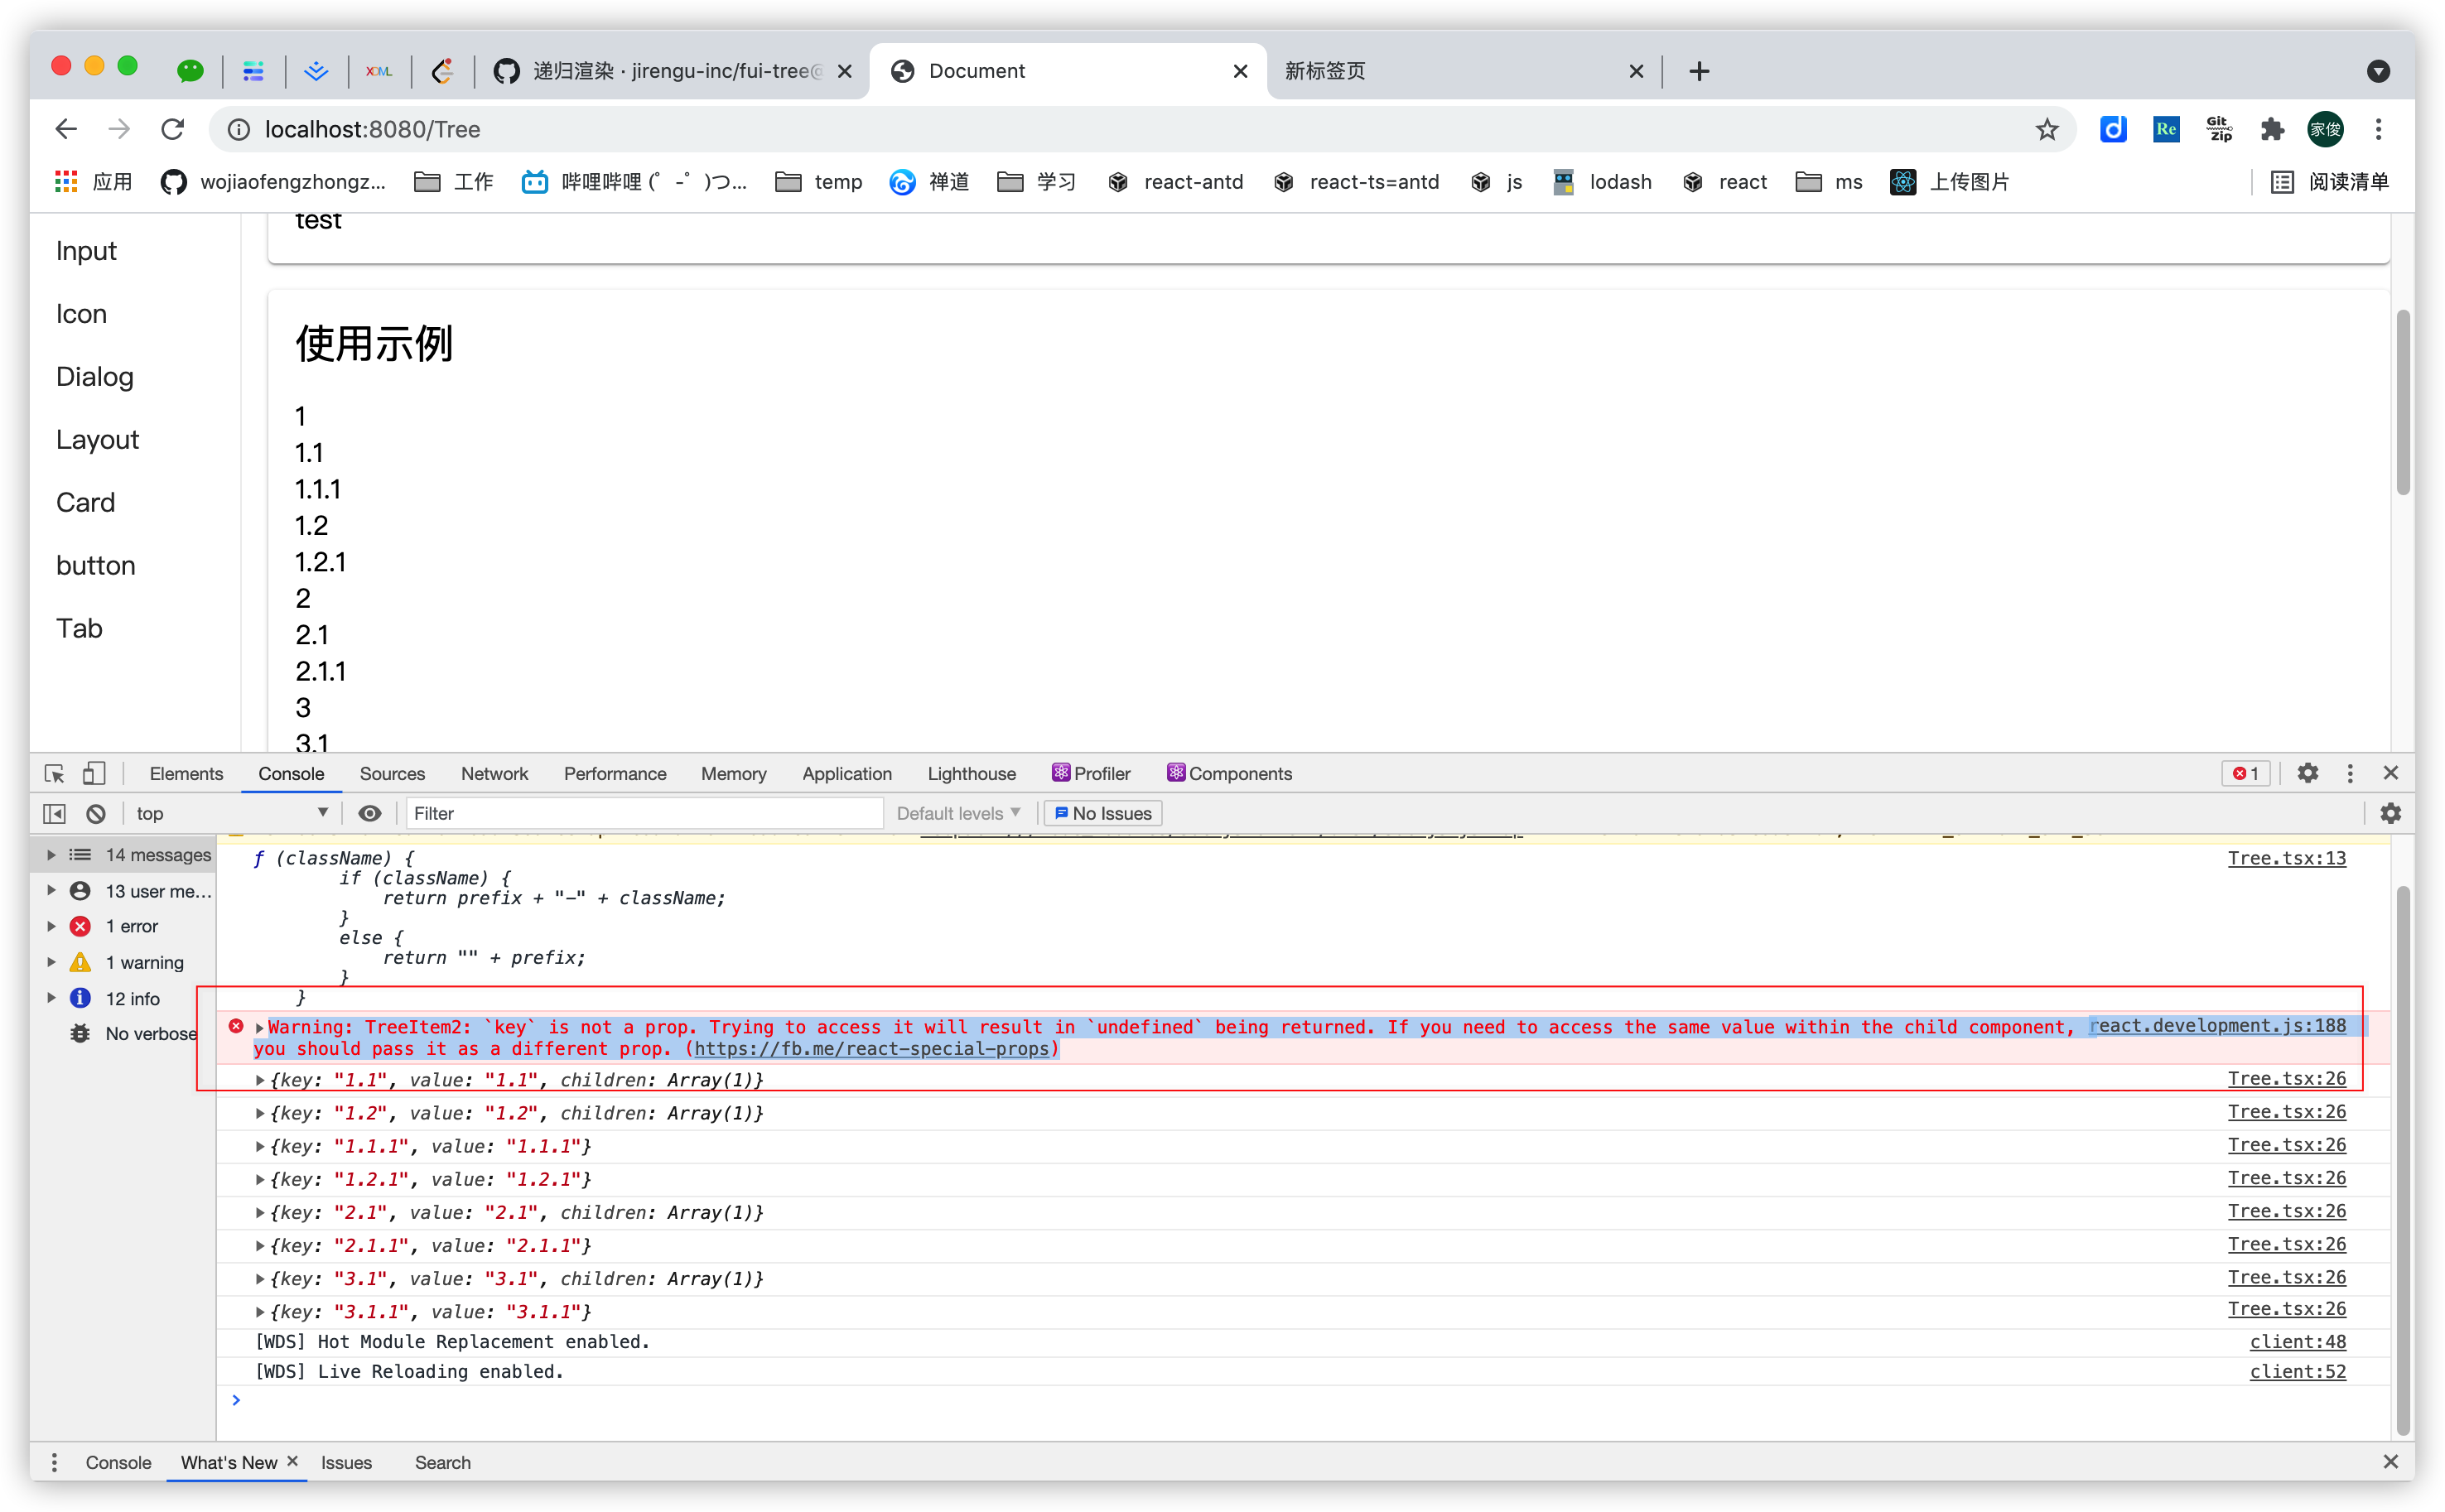 递归渲染 · jirengu-inc/fui-tree@
Document
新标签页
localhost:8080/Tree
Re
Git Zip
家俊
应用
wojiaofengzhongz...
工作
哔哩哔哩 (゜-゜)つ...
temp
禅道
学习
react-antd
react-ts=antd
js
lodash
react
ms
上传图片
阅读清单
Input
Icon
Dialog
Layout
Card
button
Tab
test
使用示例
1
1.1
1.1.1
1.2
1.2.1
2
2.1
2.1.1
3
3.1
Elements Console Sources Network Performance Memory Application Lighthouse Profiler Components 1
top Filter Default levels No Issues
14 messages
13 user me...
1 error
1 warning
12 info
No verbose
ƒ (className) { Tree.tsx:13
if (className) {
return prefix + "-" + className;
}
else {
return "" + prefix;
}
}
Warning: TreeItem2: `key` is not a prop. Trying to access it will result in `undefined` being returned. If you need to access the same value within the child component, react.development.js:188
you should pass it as a different prop. (https://fb.me/react-special-props)
{key: "1.1", value: "1.1", children: Array(1)} Tree.tsx:26
{key: "1.2", value: "1.2", children: Array(1)} Tree.tsx:26
{key: "1.1.1", value: "1.1.1"} Tree.tsx:26
{key: "1.2.1", value: "1.2.1"} Tree.tsx:26
{key: "2.1", value: "2.1", children: Array(1)} Tree.tsx:26
{key: "2.1.1", value: "2.1.1"} Tree.tsx:26
{key: "3.1", value: "3.1", children: Array(1)} Tree.tsx:26
{key: "3.1.1", value: "3.1.1"} Tree.tsx:26
[WDS] Hot Module Replacement enabled. client:48
[WDS] Live Reloading enabled. client:52
Console What's New Issues Search